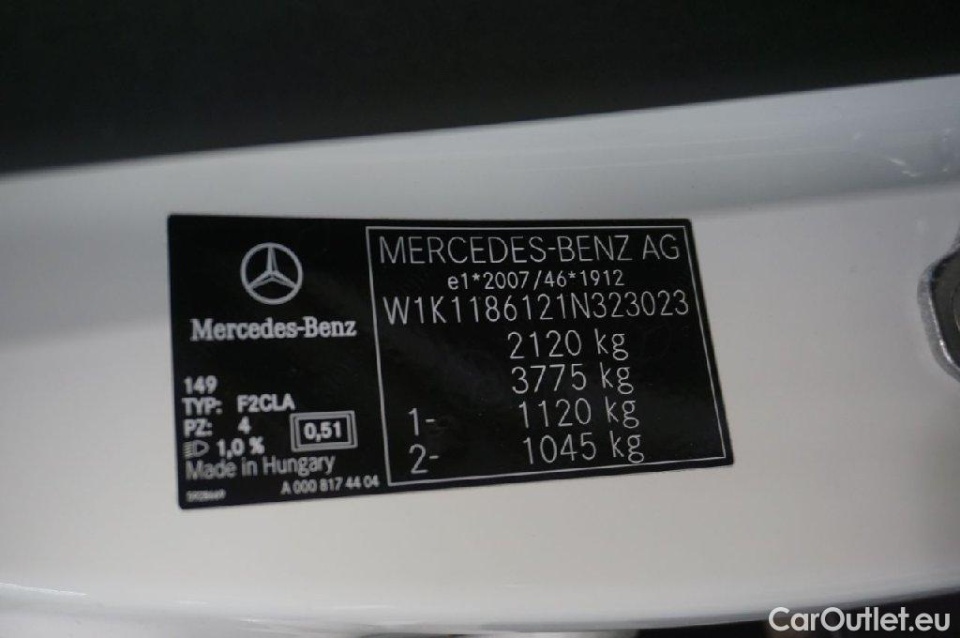 Mercedes-Benz
149
TYP: F2CLA
PZ: 4
0,51
1,0 %
Made in Hungary
A 000 817 44 04
MERCEDES-BENZ AG
e1*2007/46*1912
W1K1186121N323023
2120 kg
3775 kg
1- 1120 kg
2- 1045 kg
CarOutlet.eu